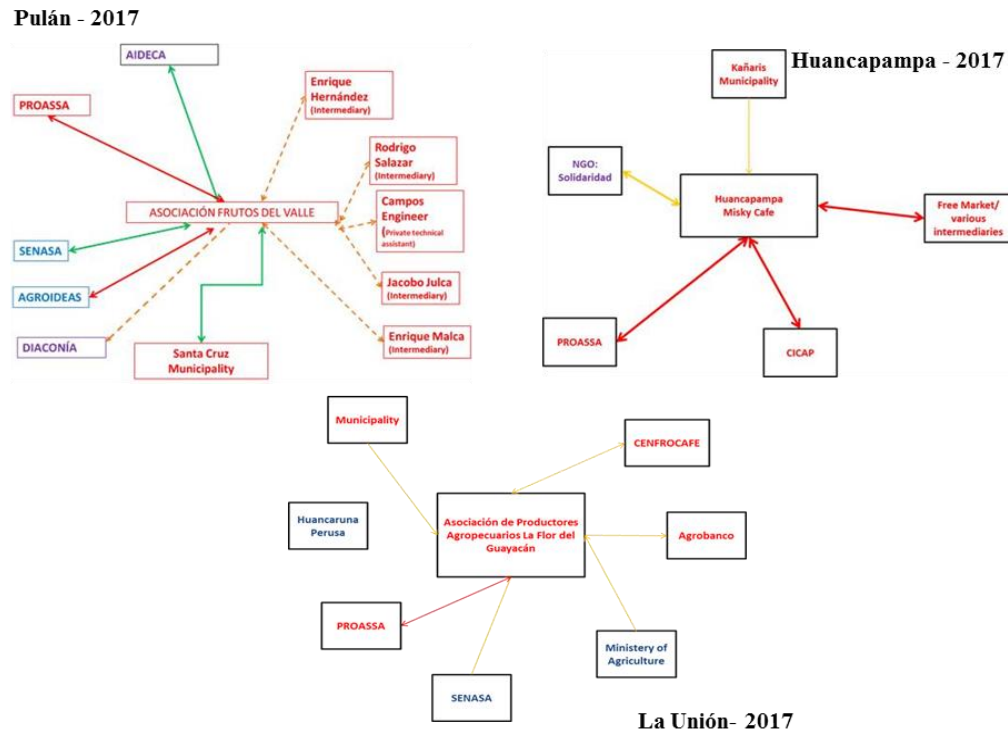 Pulán - 2017
AIDECA
PROASSA
Enrique
Hernández
(Intermediary)
Rodrigo
Salazar
(Intermediary)
ASOCIACIÓN FRUTOS DEL VALLE
Campos
Engineer
(Private technical
assistant)
SENASA
AGROIDEAS
Jacobo Julca
(Intermediary)
DIACONÍA
Santa Cruz
Municipality
Enrique Malca
(Intermediary)
Huancapampa - 2017
Kañaris
Municipality
NGO:
Solidaridad
Huancapampa
Misky Cafe
Free Market/
various
intermediaries
PROASSA
CICAP
Municipality
CENFROCAFE
Huancaruna
Perusa
Asociación de Productores
Agropecuarios La Flor del
Guayacán
Agrobanco
PROASSA
Ministery of
Agriculture
SENASA
La Unión- 2017